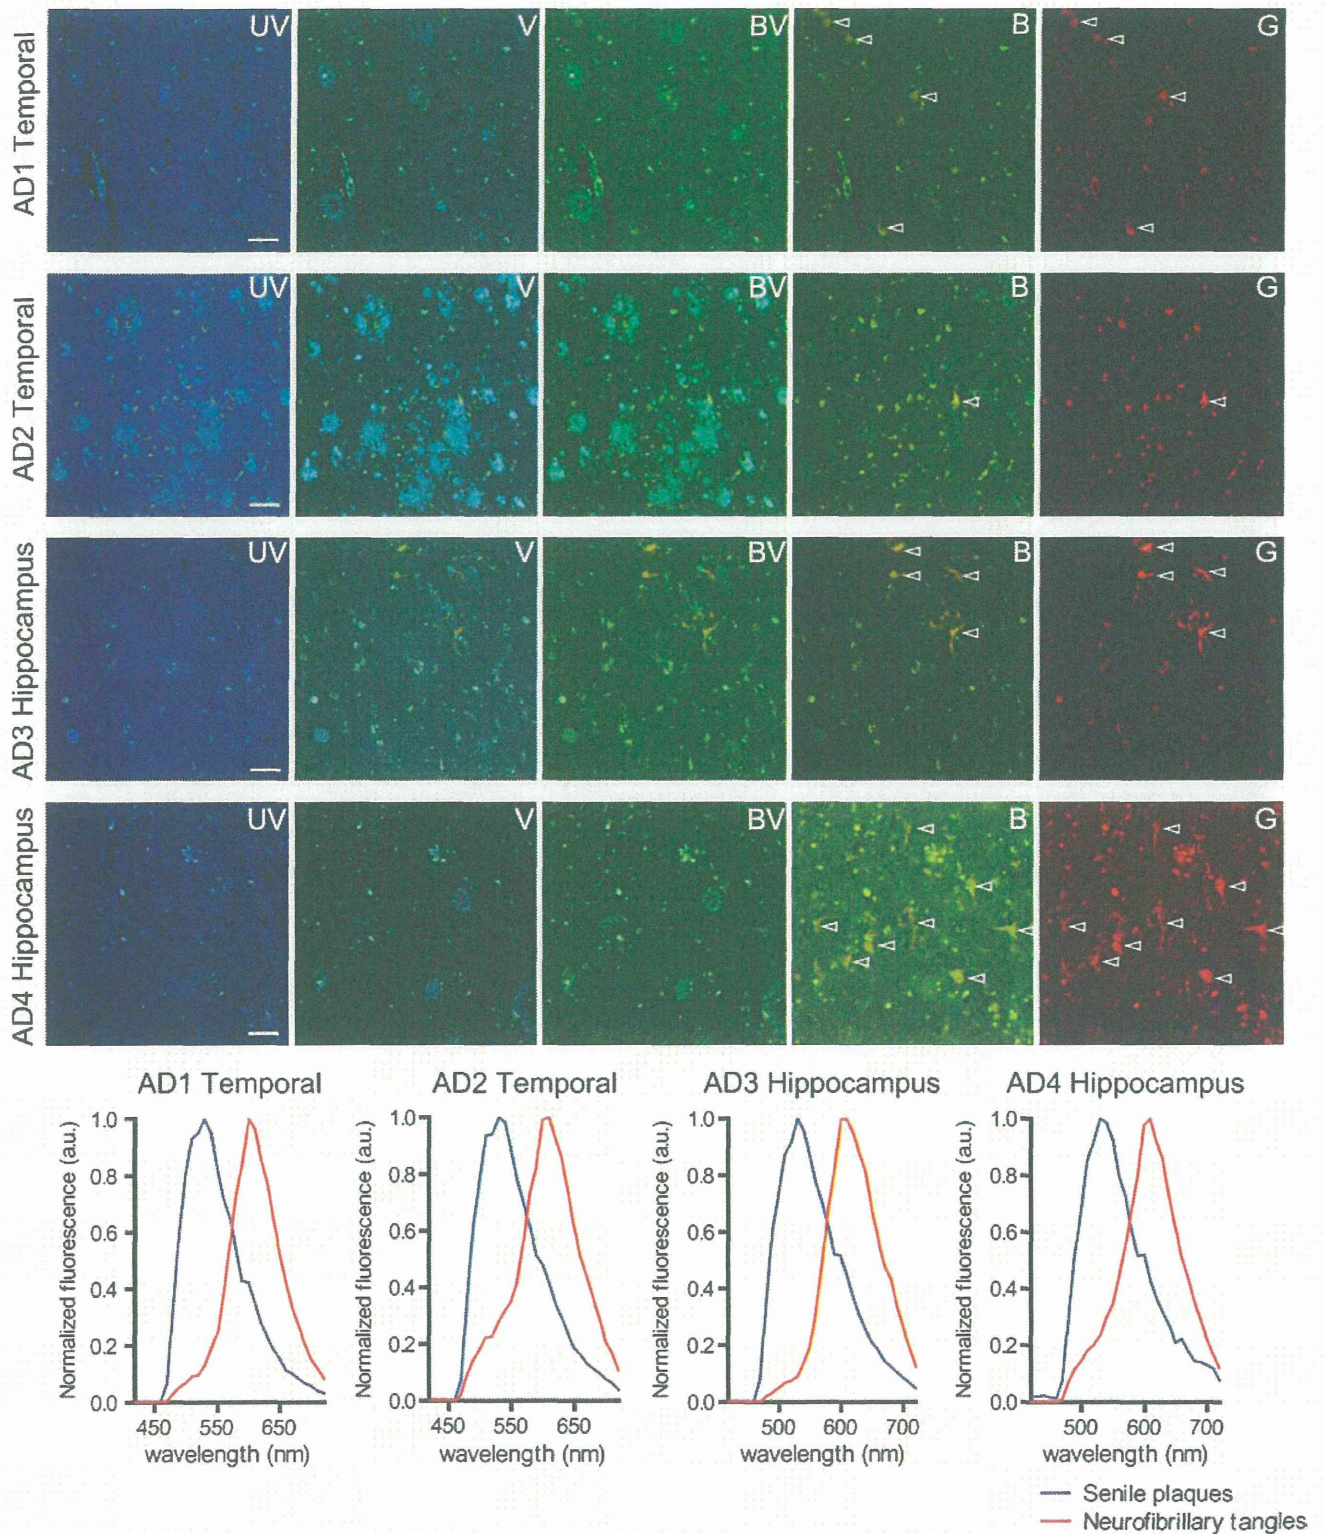 AD1 Temporal
UV
V
BV
B
G
AD2 Temporal
UV
V
BV
B
G
AD3 Hippocampus
UV
V
BV
B
G
AD4 Hippocampus
UV
V
BV
B
G
AD1 Temporal
Normalized fluorescence (a.u.)
1.0
0.8
0.6
0.4
0.2
0.0
450
550
650
wavelength (nm)
AD2 Temporal
Normalized fluorescence (a.u.)
1.0
0.8
0.6
0.4
0.2
0.0
450
550
650
wavelength (nm)
AD3 Hippocampus
Normalized fluorescence (a.u.)
1.0
0.8
0.6
0.4
0.2
0.0
500
600
700
wavelength (nm)
AD4 Hippocampus
Normalized fluorescence (a.u.)
1.0
0.8
0.6
0.4
0.2
0.0
500
600
700
wavelength (nm)
Senile plaques
Neurofibrillary tangles